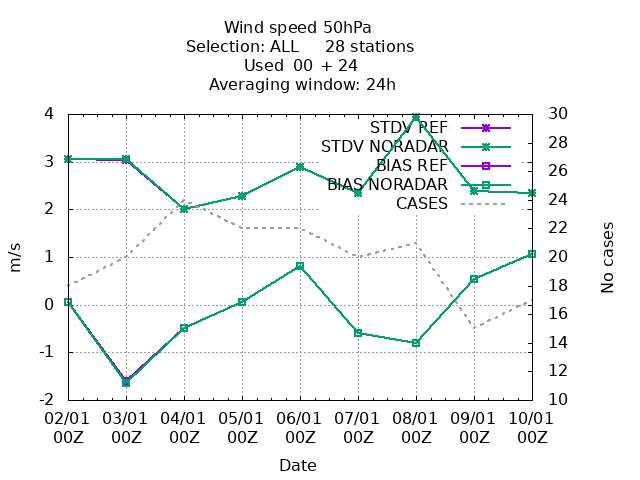 Wind speed 50hPa
Selection: ALL 28 stations
Used 00 + 24
Averaging window: 24h
4 30
STDV REF
28
STDV NORADAR
3 BIAS REF 26
BIAS NORADAR
24
CASES
2 22
m/s 1 20 No cases
18
0
16
14
-1
12
-2 10
02/01 03/01 04/01 05/01 06/01 07/01 08/01 09/01 10/01
00Z 00Z 00Z 00Z 00Z 00Z 00Z 00Z 00Z
Date